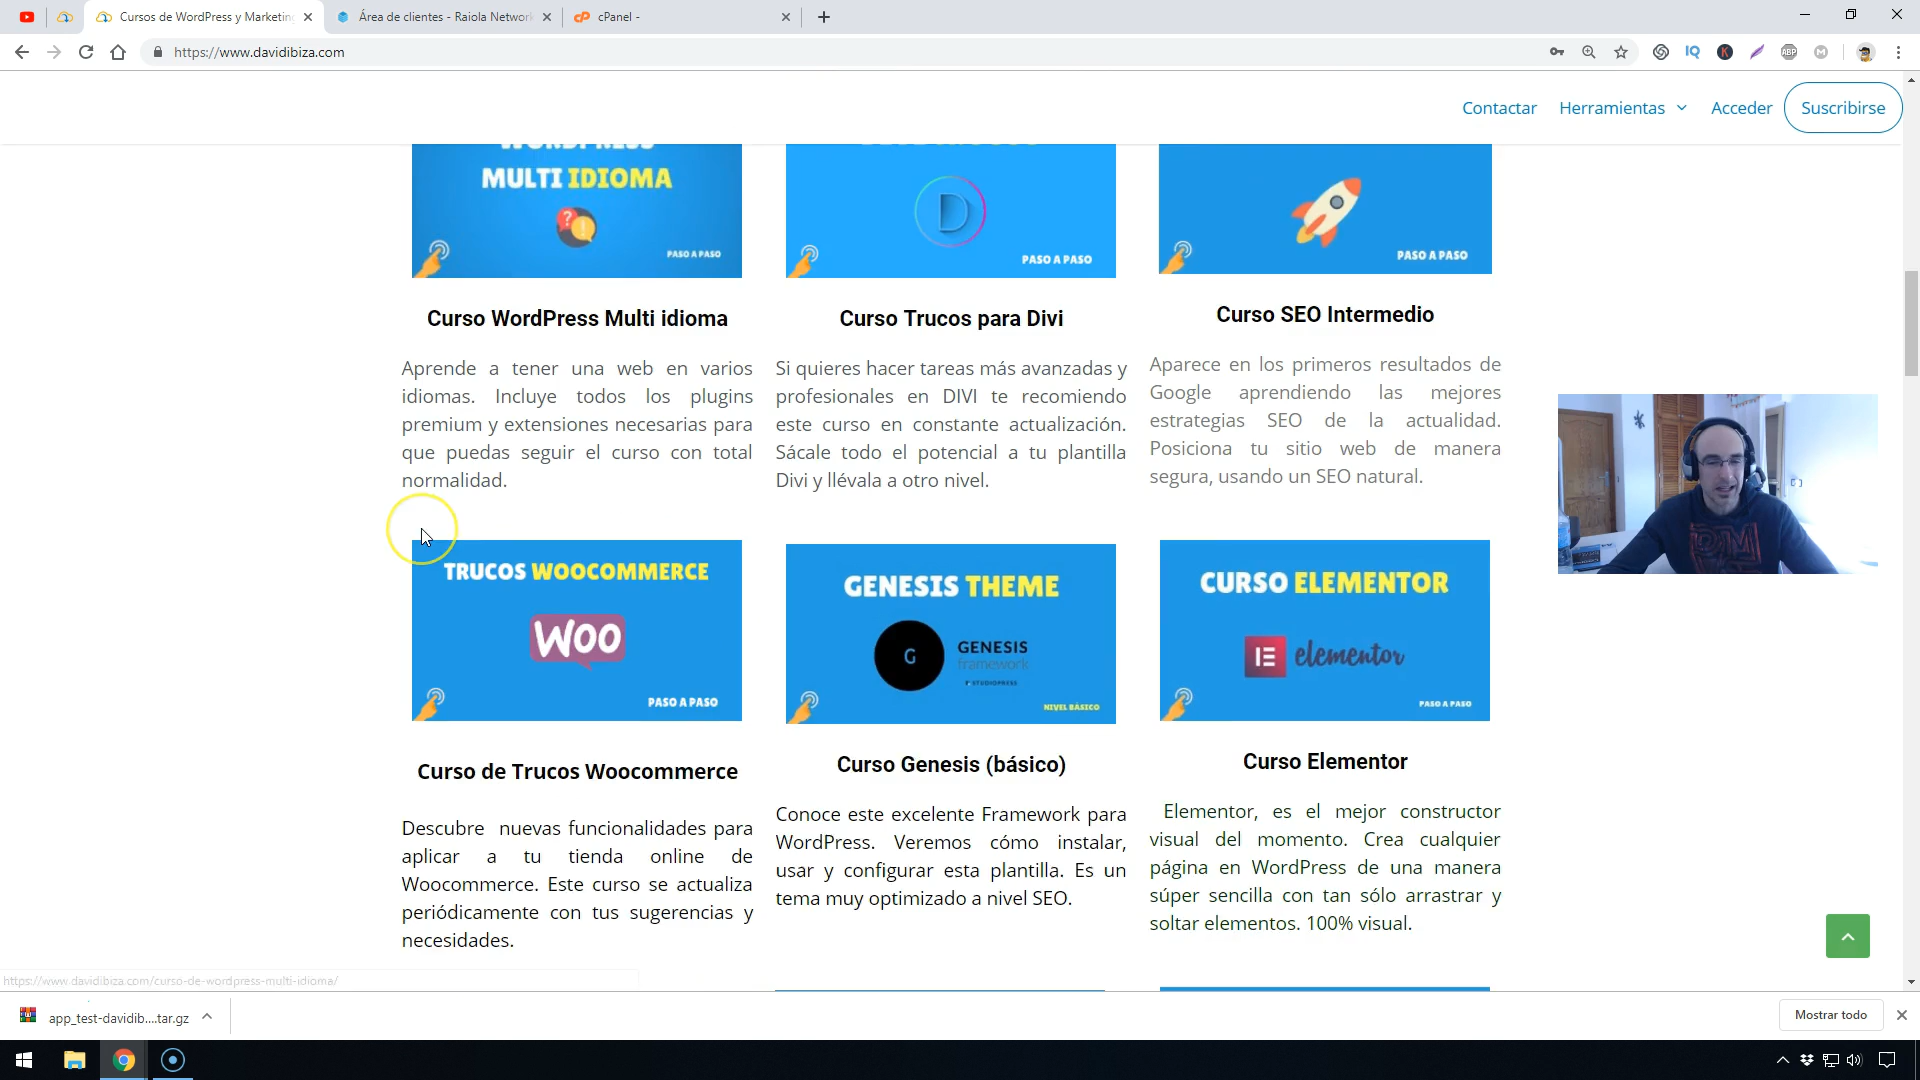 Cursos de WordPress y Marketin
Área de clientes - Raiola Network
cPanel -
https://www.davidibiza.com
IQ
K
ABP
M
Contactar
Herramientas
Acceder
Suscribirse
MULTI IDIOMA
D
PASO A PASO
PASO A PASO
PASO A PASO
Curso WordPress Multi idioma
Curso Trucos para Divi
Curso SEO Intermedio
Aprende a tener una web en varios
idiomas. Incluye todos los plugins
premium y extensiones necesarias para
que puedas seguir el curso con total
normalidad.
Si quieres hacer tareas más avanzadas y
profesionales en DIVI te recomiendo
este curso en constante actualización.
Sácale todo el potencial a tu plantilla
Divi y llévala a otro nivel.
Aparece en los primeros resultados de
Google aprendiendo las mejores
estrategias SEO de la actualidad.
Posiciona tu sitio web de manera
segura, usando un SEO natural.
TRUCOS WOOCOMMERCE
WOO
PASO A PASO
GENESIS THEME
G
GENESIS
framework
STUDIOPRESS
NIVEL BÁSICO
CURSO ELEMENTOR
elementor
PASO A PASO
Curso de Trucos Woocommerce
Curso Genesis (básico)
Curso Elementor
Descubre nuevas funcionalidades para
aplicar a tu tienda online de
Woocommerce. Este curso se actualiza
périódicamente con tus sugerencias y
necesidades.
Conoce este excelente Framework para
WordPress. Veremos cómo instalar,
usar y configurar esta plantilla. Es un
tema muy optimizado a nivel SEO.
Elementor, es el mejor constructor
visual del momento. Crea cualquier
página en WordPress de una manera
súper sencilla con tan sólo arrastrar y
soltar elementos. 100% visual.
https://www.davidibiza.com/curso-de-wordpress-multi-idioma/
app_test-davidib....tar.gz
Mostrar todo